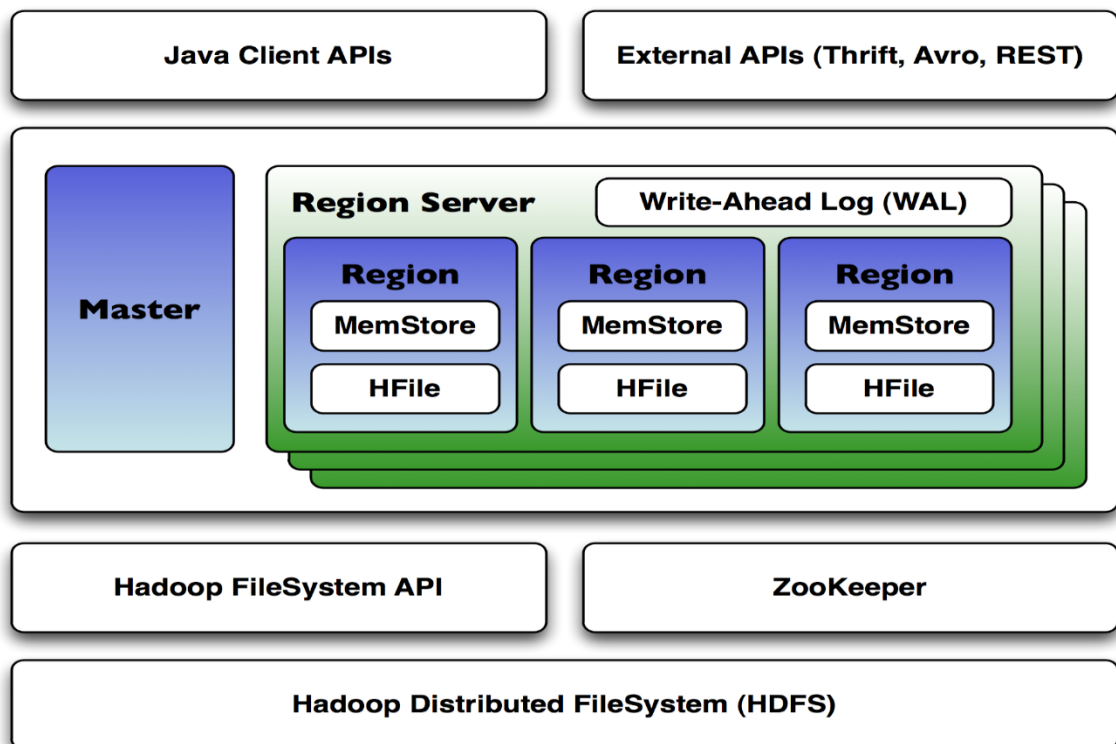 Java Client APIs
External APIs (Thrift, Avro, REST)
Master
Region Server
Write-Ahead Log (WAL)
Region
MemStore
HFile
Region
MemStore
HFile
Region
MemStore
HFile
Hadoop FileSystem API
ZooKeeper
Hadoop Distributed FileSystem (HDFS)